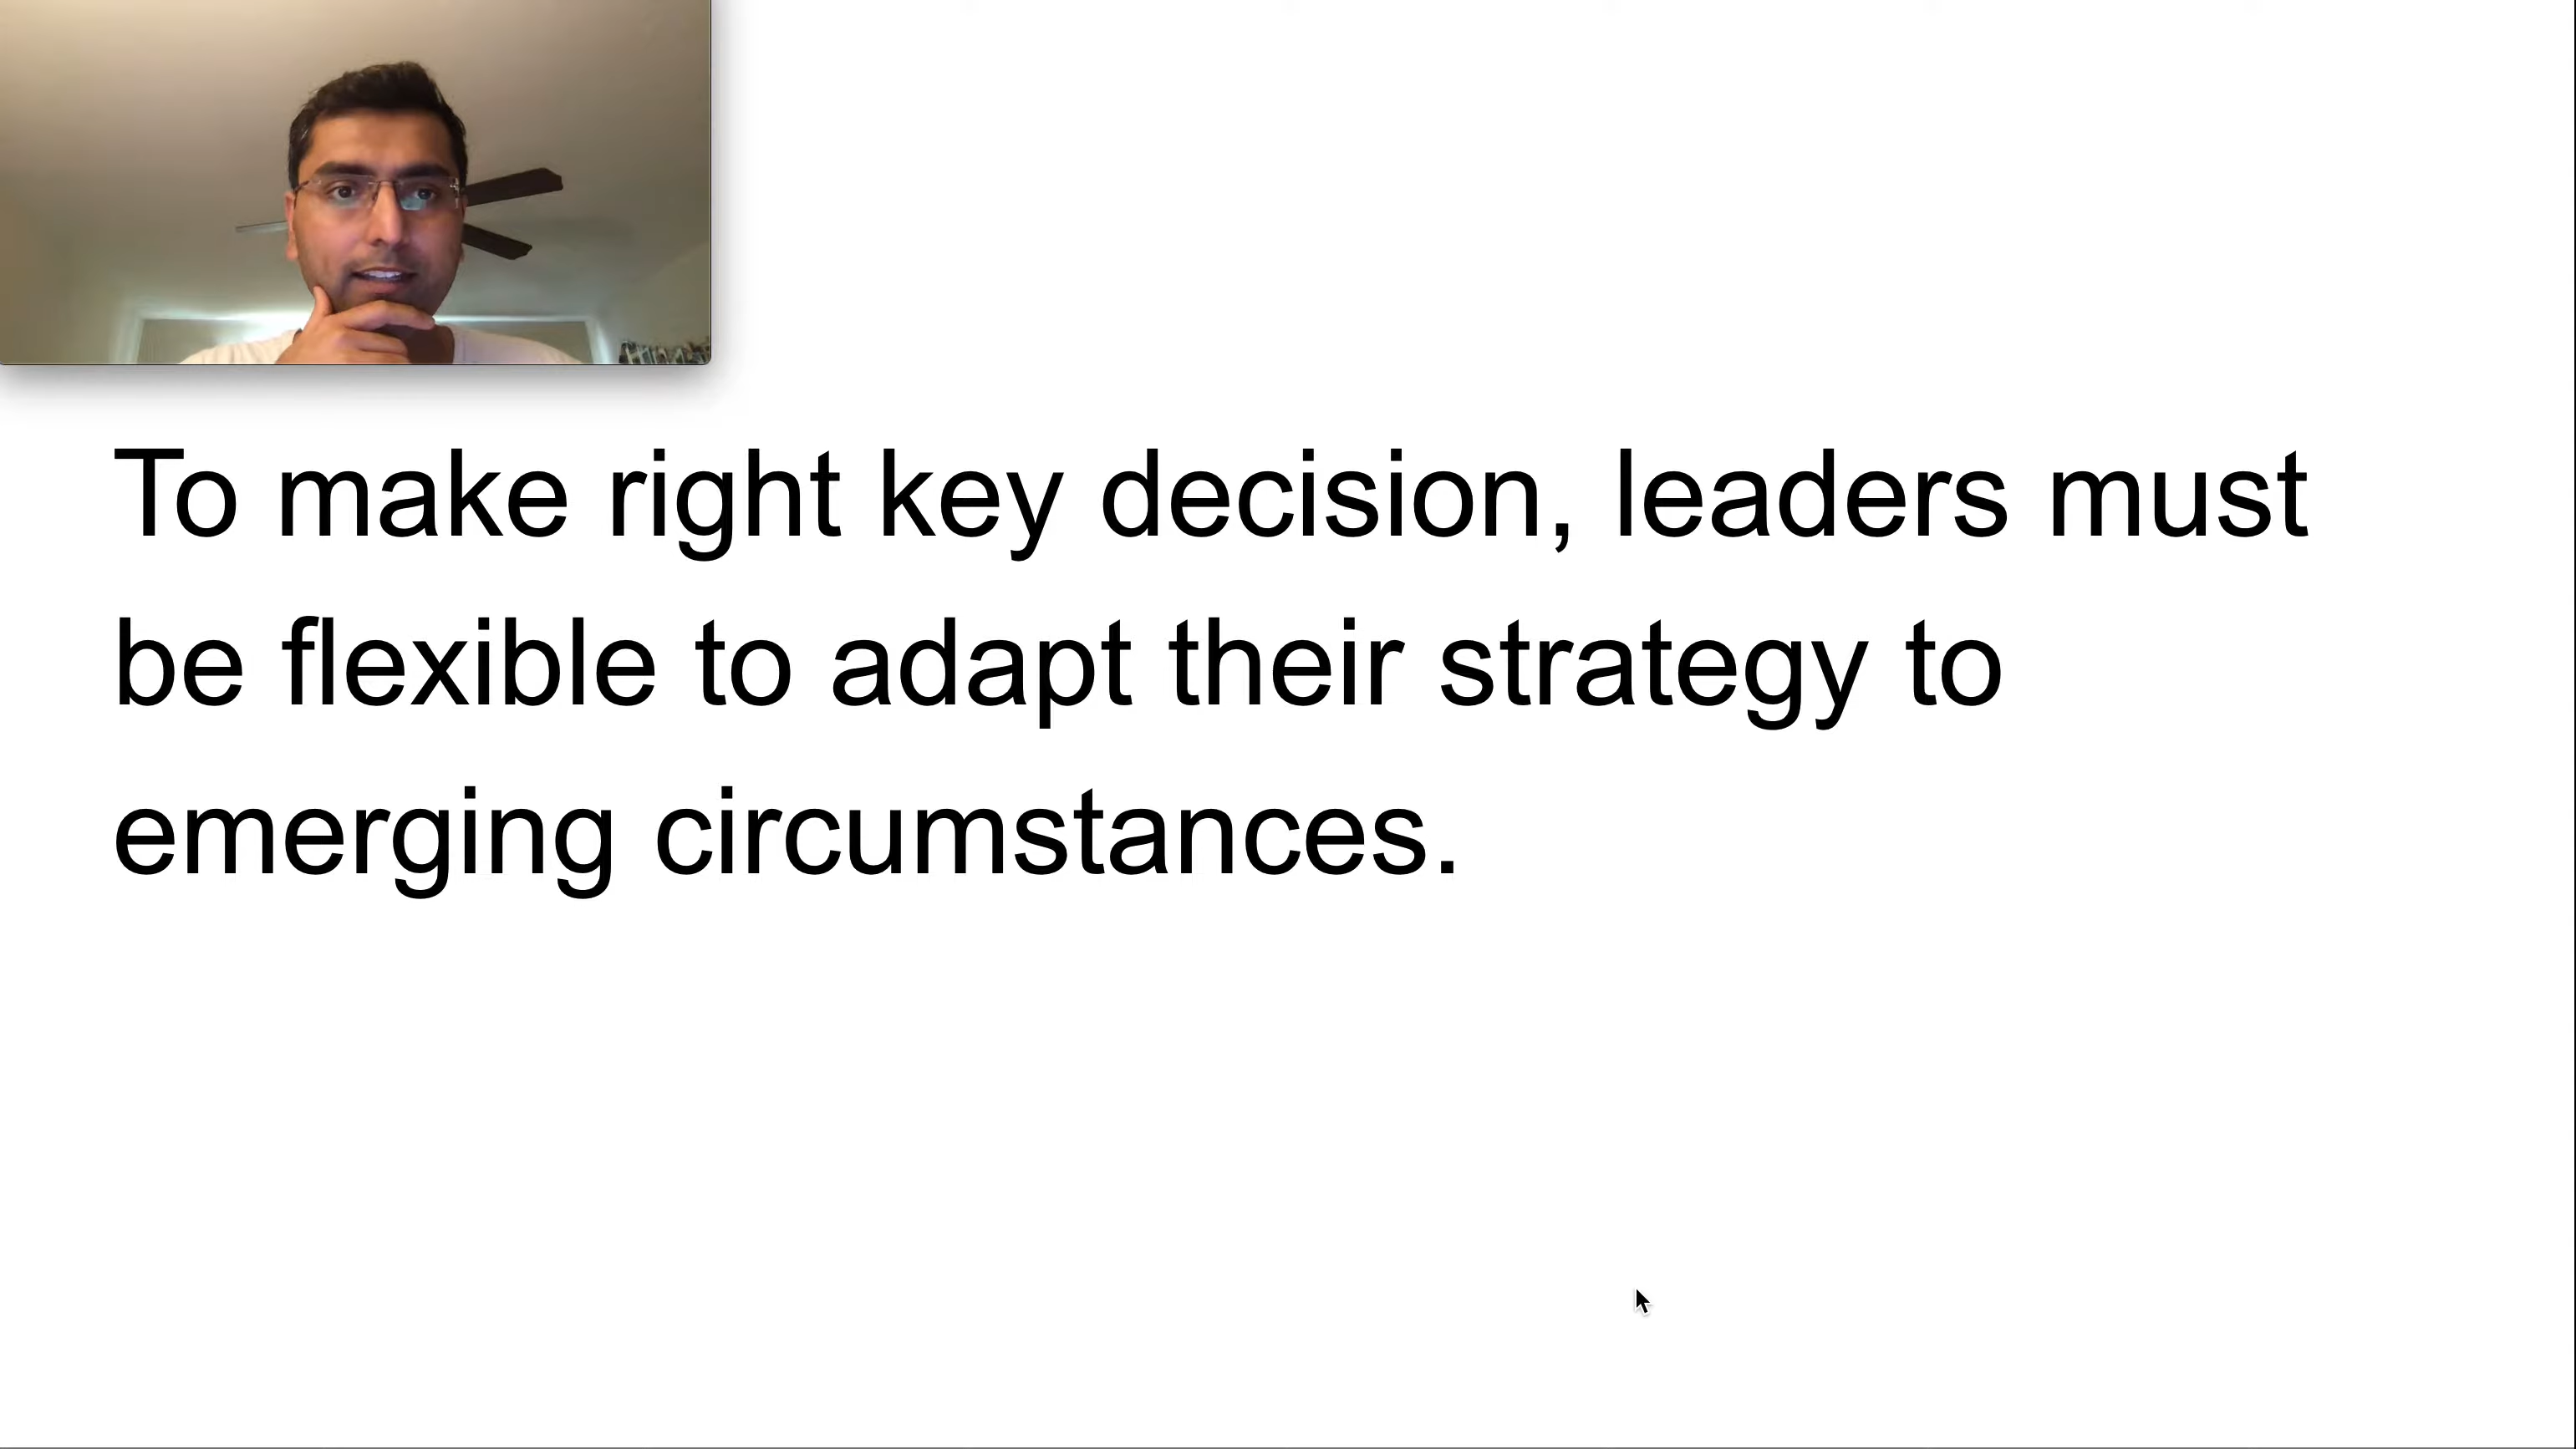 To make right key decision, leaders must
be flexible to adapt their strategy to
emerging circumstances.